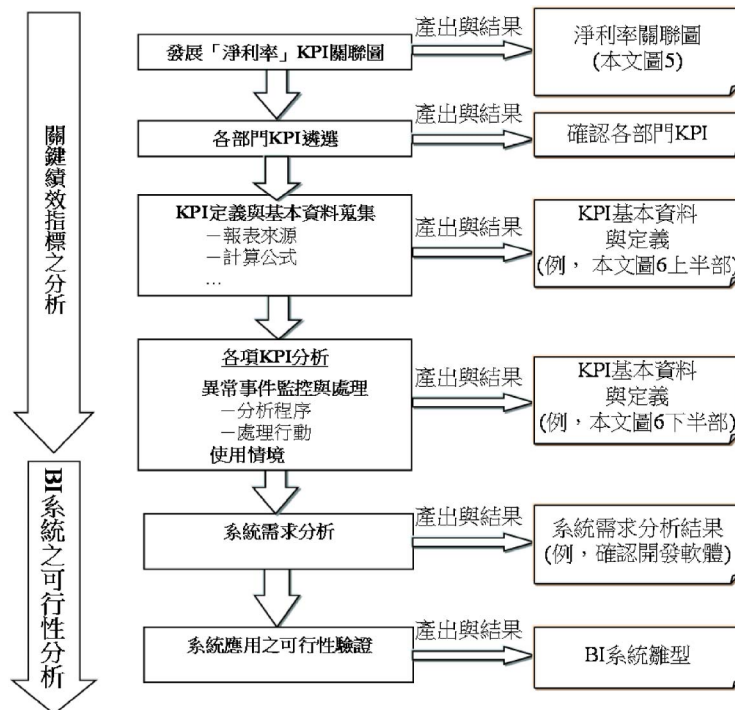 關鍵績效指標之分析
發展「淨利率」KPI關聯圖
產出與結果
淨利率關聯圖
(本文圖5)
各部門KPI遴選
產出與結果
確認各部門KPI
KPI定義與基本資料蒐集
－報表來源
－計算公式
…
產出與結果
KPI基本資料
與定義
(例， 本文圖6上半部)
各項KPI分析
異常事件監控與處理
－分析程序
－處理行動
使用情境
產出與結果
KPI基本資料
與定義
(例，本文圖6下半部)
BI系統之可行性分析
系統需求分析
產出與結果
系統需求分析結果
(例，確認開發軟體)
系統應用之可行性驗證
產出與結果
BI系統雛型